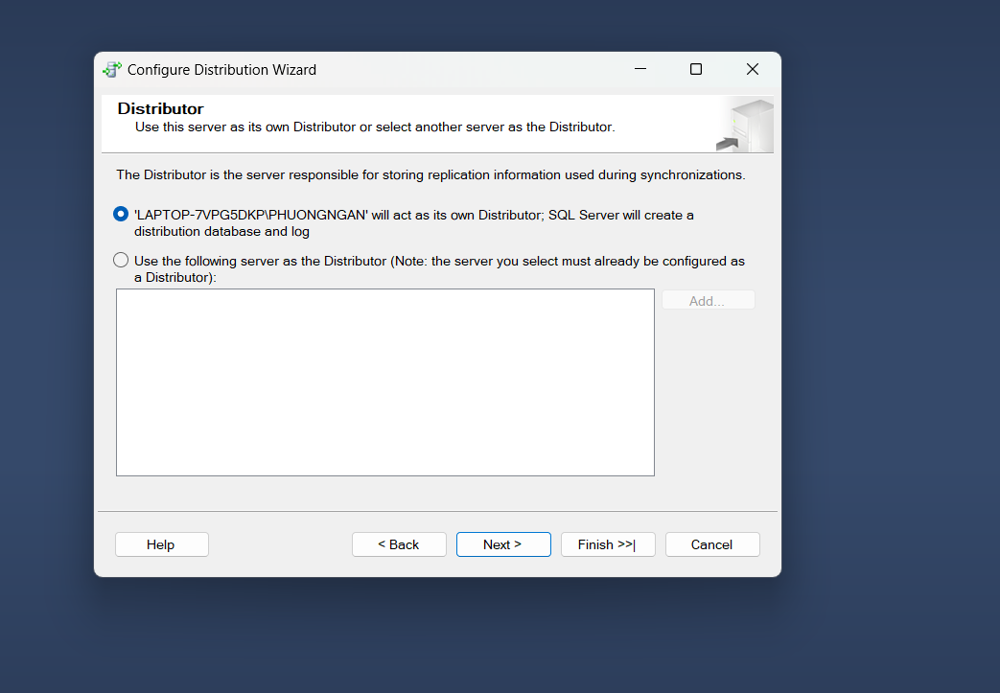 Configure Distribution Wizard
Distributor
Use this server as its own Distributor or select another server as the Distributor.
The Distributor is the server responsible for storing replication information used during synchronizations.
'LAPTOP-7VPG5DKP\PHUONGNGAN' will act as its own Distributor; SQL Server will create a
distribution database and log
Use the following server as the Distributor (Note: the server you select must already be configured as
a Distributor):
Add...
Help
< Back
Next >
Finish >>|
Cancel